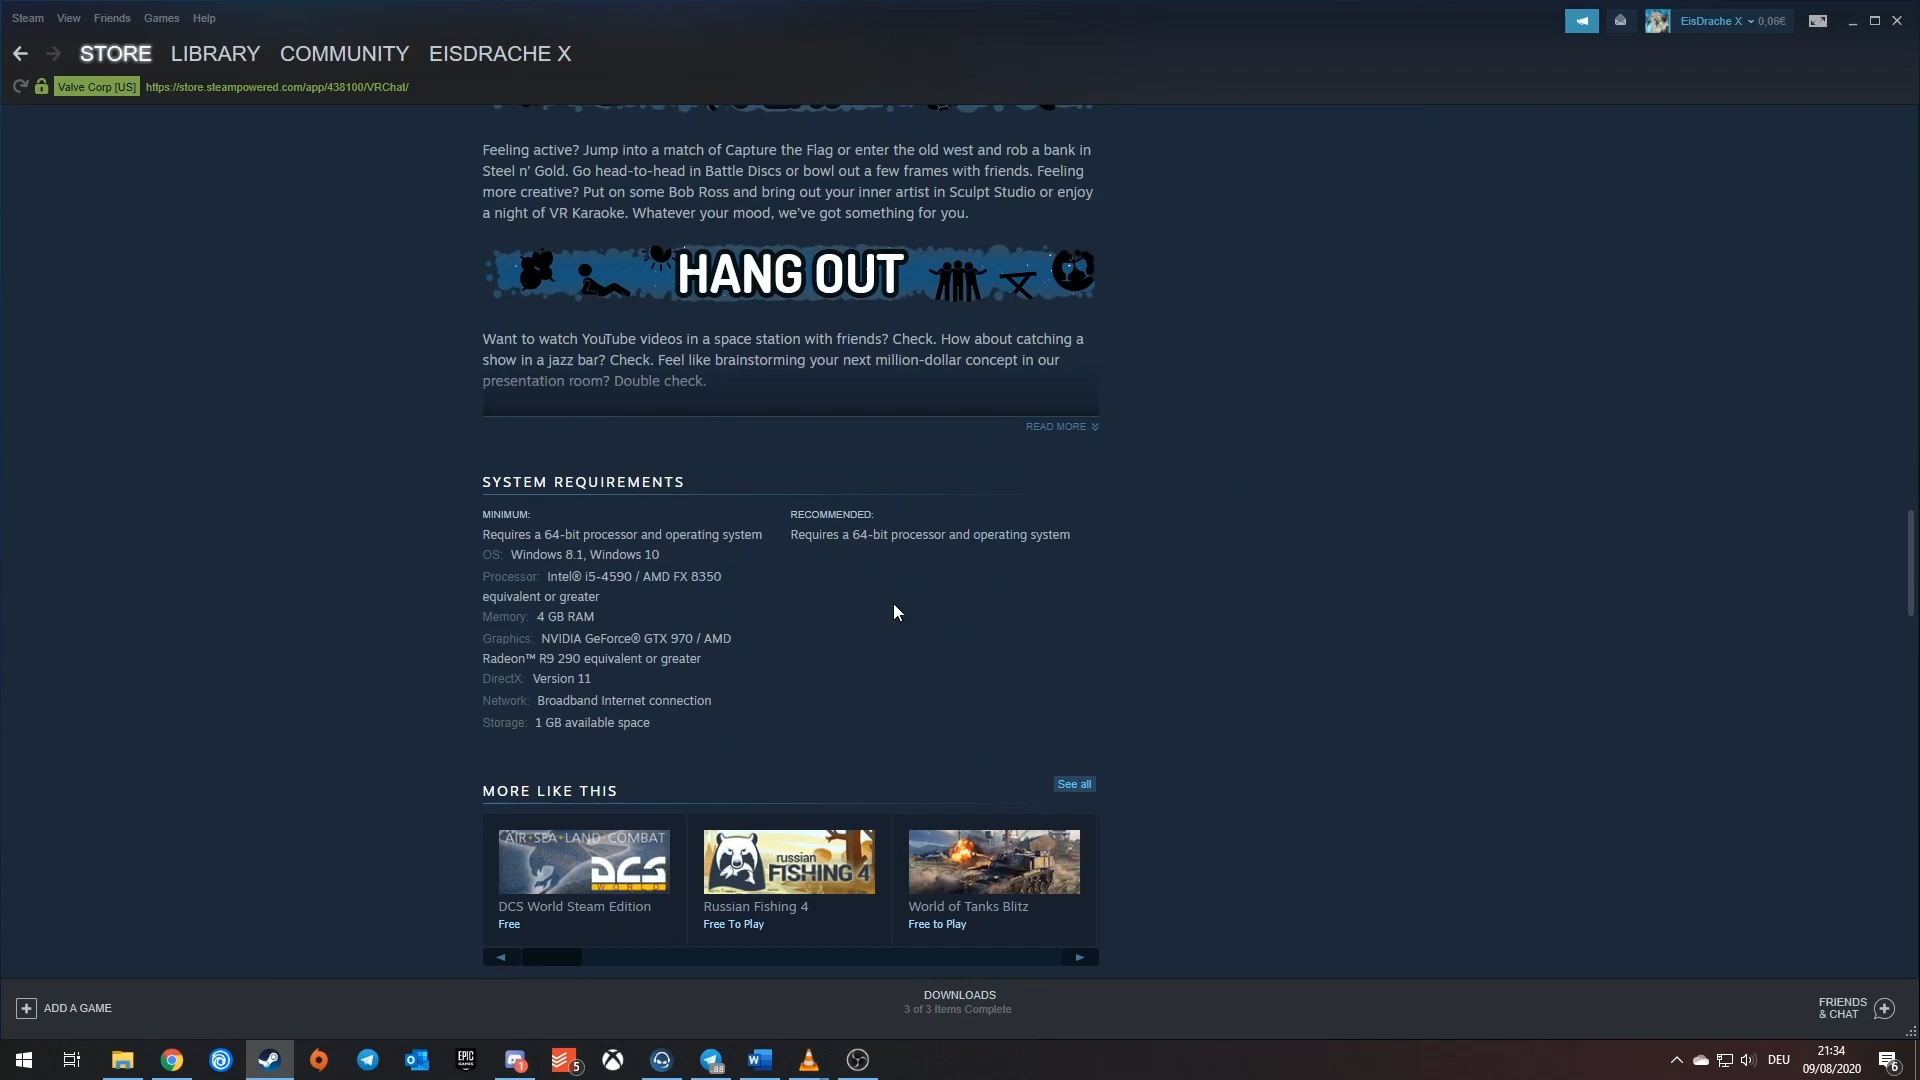 Steam View Friends Games Help
EisDrache X 0,06€
STORE LIBRARY COMMUNITY EISDRACHE X
Valve Corp [US] https://store.steampowered.com/app/438100/VRChat/
Feeling active? Jump into a match of Capture the Flag or enter the old west and rob a bank in
Steel n' Gold. Go head-to-head in Battle Discs or bowl out a few frames with friends. Feeling
more creative? Put on some Bob Ross and bring out your inner artist in Sculpt Studio or enjoy
a night of VR Karaoke. Whatever your mood, we've got something for you.
HANG OUT
Want to watch YouTube videos in a space station with friends? Check. How about catching a
show in a jazz bar? Check. Feel like brainstorming your next million-dollar concept in our
presentation room? Double check.
READ MORE
SYSTEM REQUIREMENTS
MINIMUM:
Requires a 64-bit processor and operating system
OS: Windows 8.1, Windows 10
Processor: Intel® i5-4590 / AMD FX 8350
equivalent or greater
Memory: 4 GB RAM
Graphics: NVIDIA GeForce® GTX 970 / AMD
Radeon™ R9 290 equivalent or greater
DirectX: Version 11
Network: Broadband Internet connection
Storage: 1 GB available space
RECOMMENDED:
Requires a 64-bit processor and operating system
MORE LIKE THIS
See all
AIR·SEA·LAND·COMBAT
DCS
WORLD
DCS World Steam Edition
Free
russian
FISHING 4
Russian Fishing 4
Free To Play
World of Tanks Blitz
Free to Play
ADD A GAME
DOWNLOADS
3 of 3 Items Complete
FRIENDS
& CHAT
EPIC
GAMES
1
5
88
W
DEU
21:34
09/08/2020
6